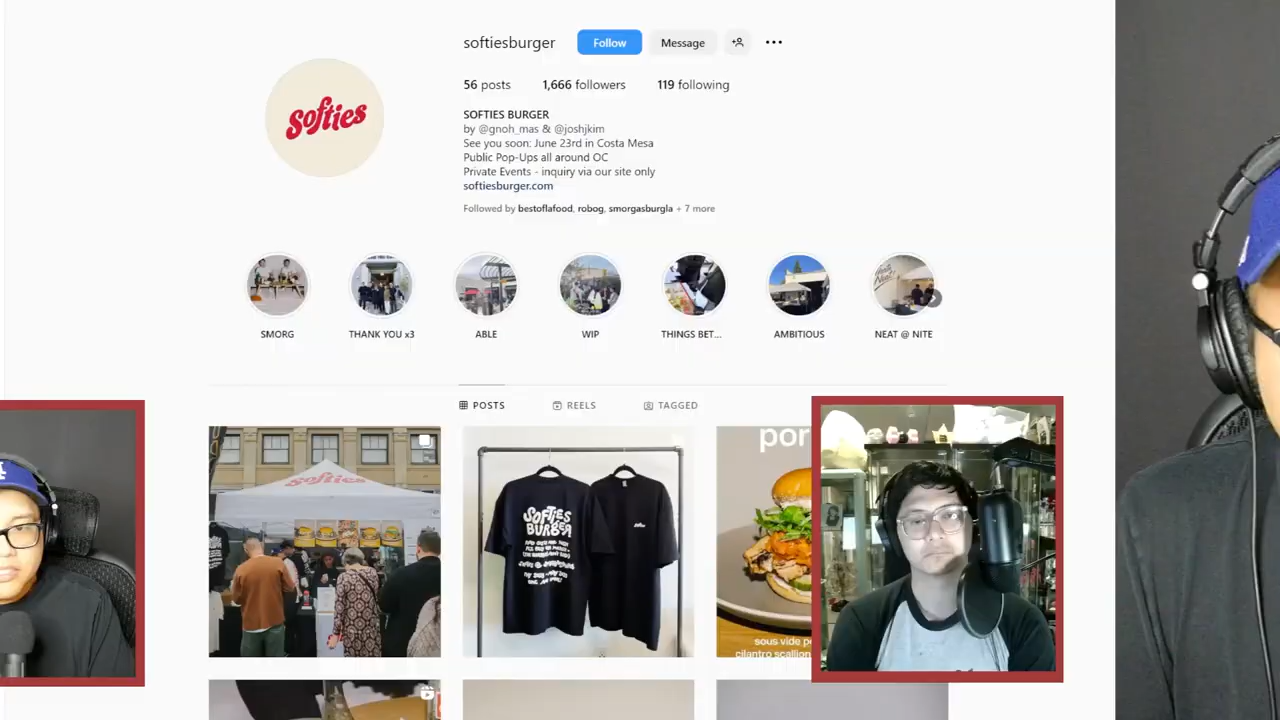 softiesburger Follow Message
56 posts 1,666 followers 119 following
softies
SOFTIES BURGER
by @gnoh_mas & @joshjkim
See you soon: June 23rd in Costa Mesa
Public Pop-Ups all around OC
Private Events - inquiry via our site only
softiesburger.com
Followed by bestoflafood, robog, smorgasburgla + 7 more
SMORG
THANK YOU x3
ABLE
WIP
THINGS BET...
AMBITIOUS
NEAT @ NITE
POSTS REELS TAGGED
softies
SOFTIES
BURGER
por
sous vide
cilantro scallion